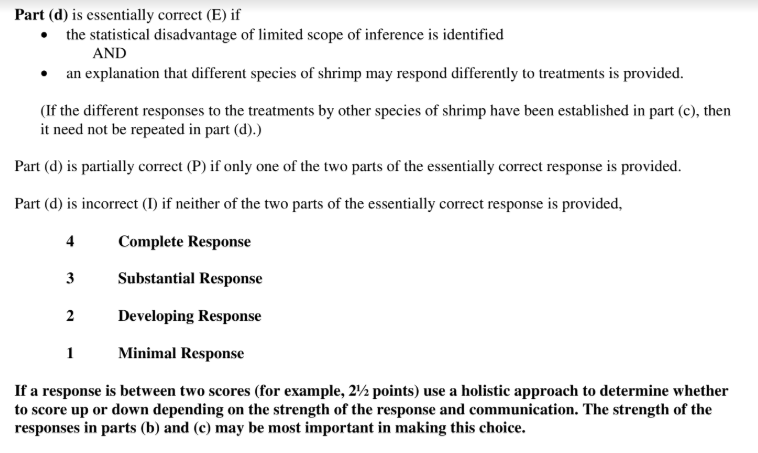 Part (d) is essentially correct (E) if
• the statistical disadvantage of limited scope of inference is identified
AND
• an explanation that different species of shrimp may respond differently to treatments is provided.
(If the different responses to the treatments by other species of shrimp have been established in part (c), then
it need not be repeated in part (d).)
Part (d) is partially correct (P) if only one of the two parts of the essentially correct response is provided.
Part (d) is incorrect (I) if neither of the two parts of the essentially correct response is provided,
4 Complete Response
3 Substantial Response
2 Developing Response
1 Minimal Response
If a response is between two scores (for example, 2½ points) use a holistic approach to determine whether
to score up or down depending on the strength of the response and communication. The strength of the
responses in parts (b) and (c) may be most important in making this choice.